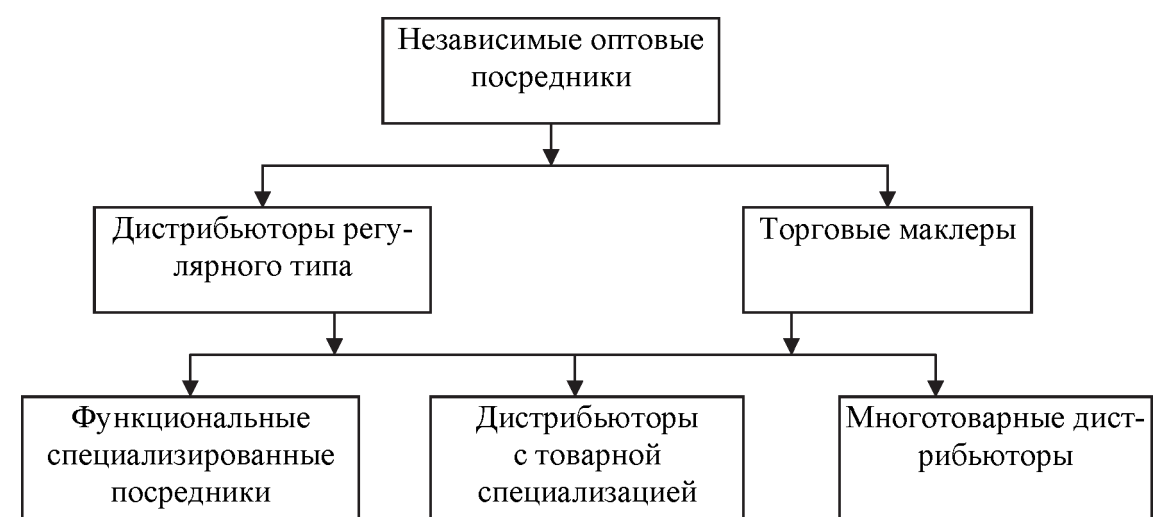 Независимые оптовые
посредники
Дистрибьюторы регу-
лярного типа
Торговые маклеры
Функциональные
специализированные
посредники
Дистрибьюторы
с товарной
специализацией
Многотоварные дист-
рибьюторы